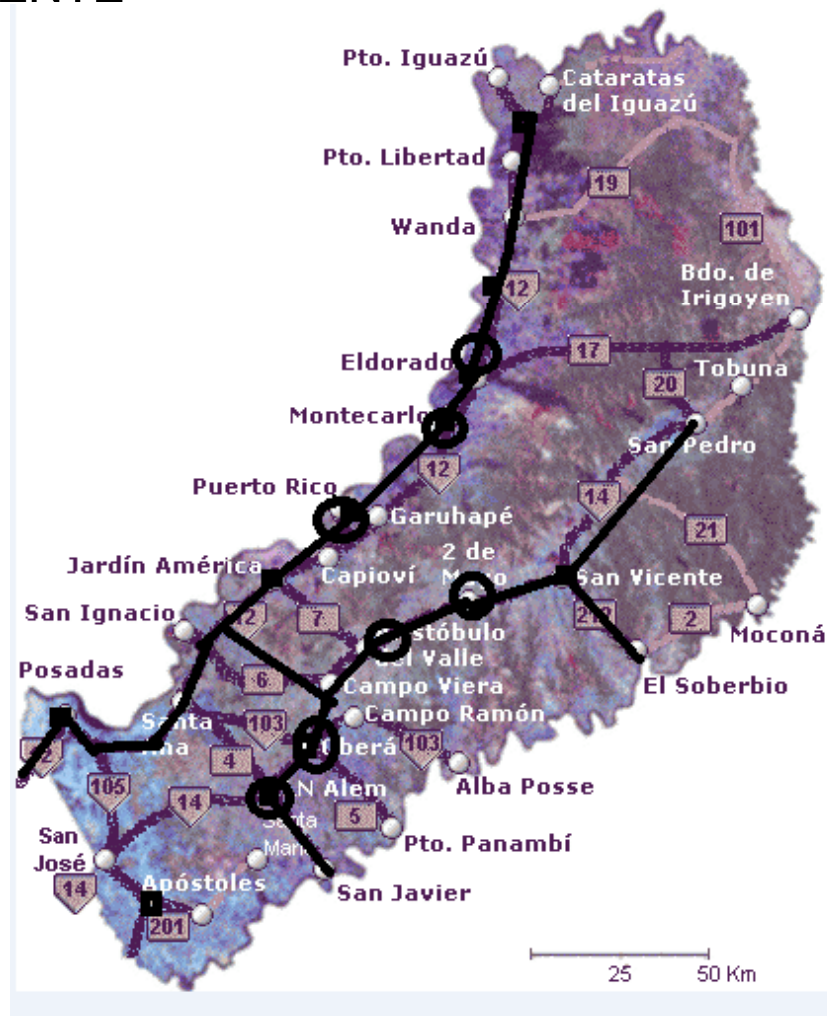 Pto. Iguazú
Cataratas
del Iguazú
Pto. Libertad
19
Wanda
101
Bdo. de
Irigoyen
12
Eldorado
17
20
Tobuna
Montecarlo
San Pedro
12
Puerto Rico
14
Garuhapé
21
2 de
Jardín América
Capioví
San Vicente
San Ignacio
7
2
Moconá
del Valle
Posadas
6
Campo Viera
El Soberbio
Santa
103
Campo Ramón
103
4
Alem
Alba Posse
105
14
5
San
José
Pto. Panambí
Apóstoles
14
San Javier
201
25
50 Km